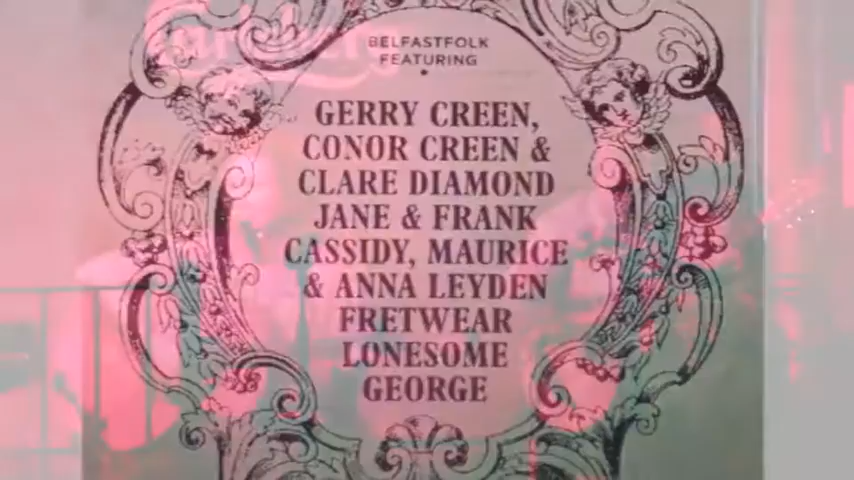 BELFASTFOLK
FEATURING
GERRY CREEN,
CONOR CREEN &
CLARE DIAMOND
JANE & FRANK
CASSIDY, MAURICE
& ANNA LEYDEN
FRETWEAR
LONESOME
GEORGE